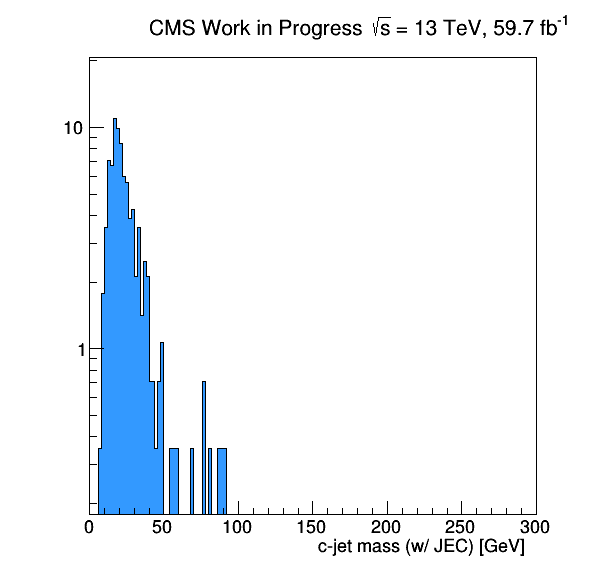 CMS Work in Progress √s = 13 TeV, 59.7 fb⁻¹
10
1
0 50 100 150 200 250 300
c-jet mass (w/ JEC) [GeV]